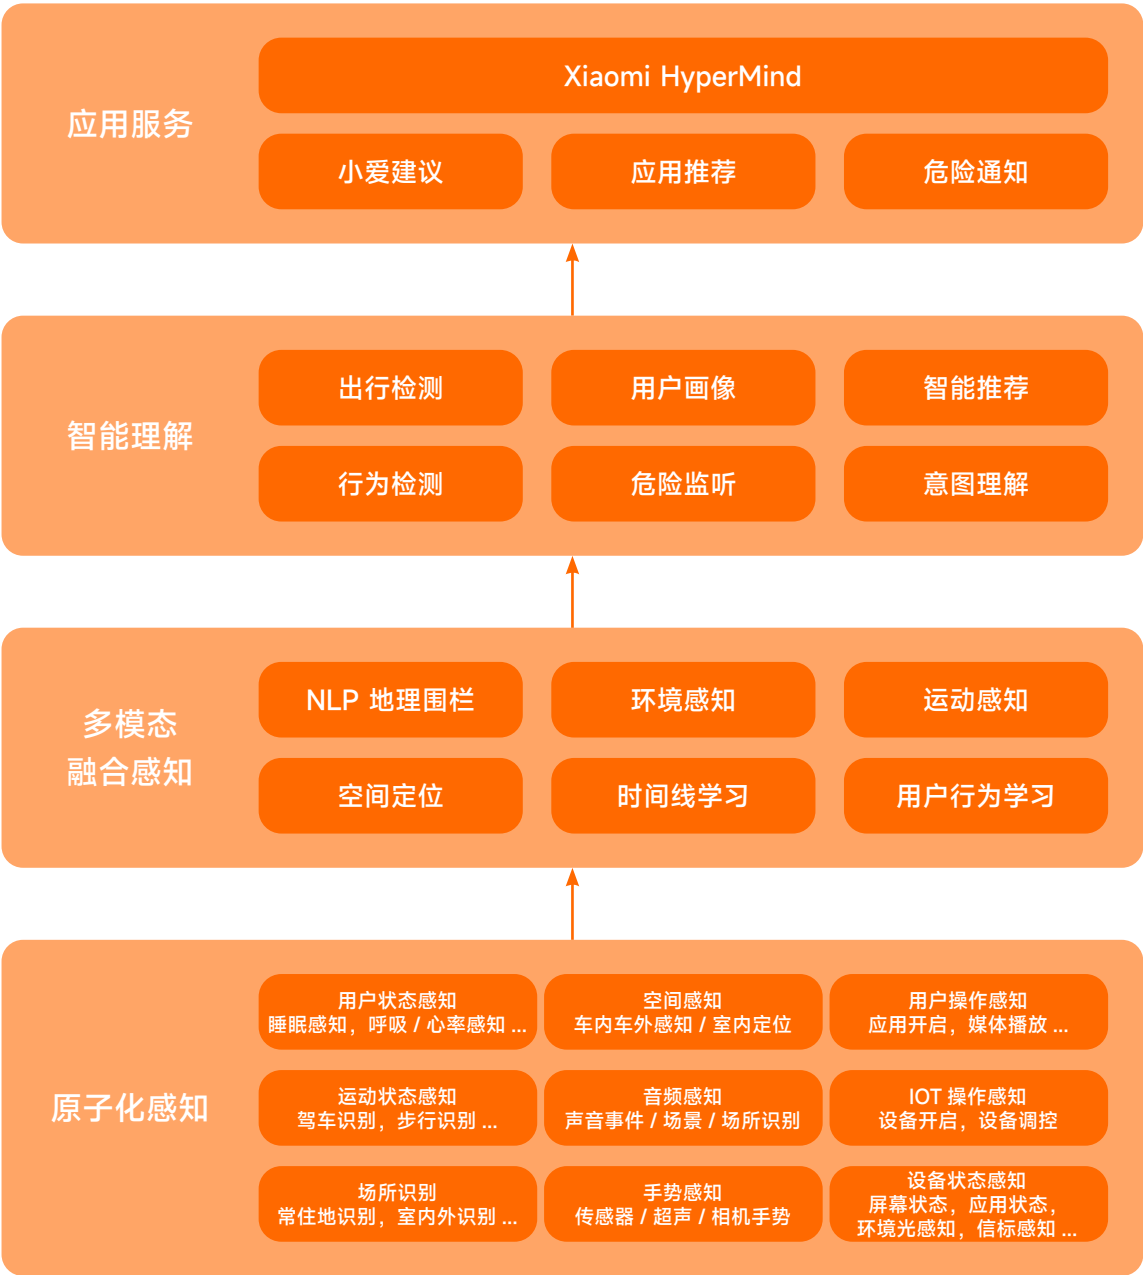 应用服务
Xiaomi HyperMind
小爱建议
应用推荐
危险通知
智能理解
出行检测
用户画像
智能推荐
行为检测
危险监听
意图理解
多模态
融合感知
NLP 地理围栏
环境感知
运动感知
空间定位
时间线学习
用户行为学习
原子化感知
用户状态感知
睡眠感知，呼吸 / 心率感知 ...
空间感知
车内车外感知 / 室内定位
用户操作感知
应用开启，媒体播放 ...
运动状态感知
驾车识别，步行识别 ...
音频感知
声音事件 / 场景 / 场所识别
IOT 操作感知
设备开启，设备调控
场所识别
常住地识别，室内外识别 ...
手势感知
传感器 / 超声 / 相机手势
设备状态感知
屏幕状态，应用状态，
环境光感知，信标感知 ...